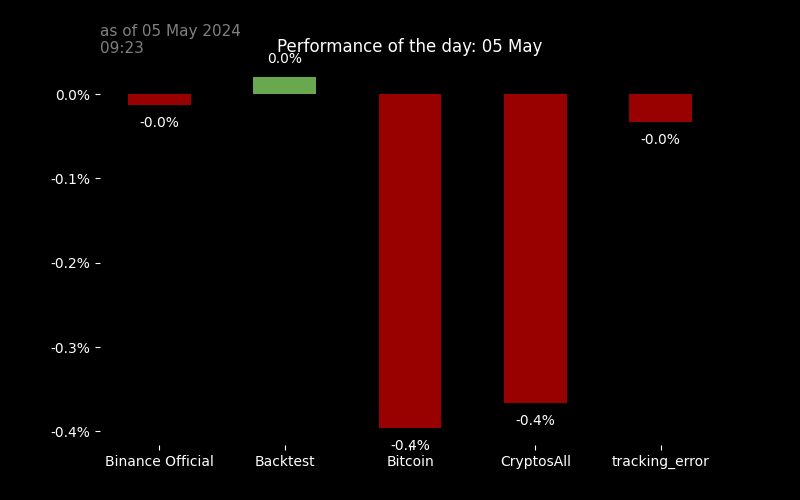 as of 05 May 2024
09:23
Performance of the day: 05 May
0.0%
0.0%
-0.0%
-0.0%
-0.1%
-0.2%
-0.3%
-0.4%
-0.4%
-0.4%
Binance Official
Backtest
Bitcoin
CryptosAll
tracking_error